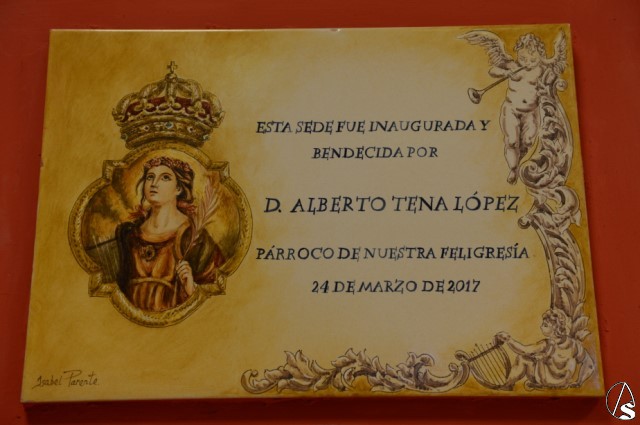 ESTA SEDE FUE INAUGURADA Y
BENDECIDA POR
D. ALBERTO TENA LÓPEZ
PÁRROCO DE NUESTRA FELIGRESÍA
24 DE MARZO DE 2017
Isabel Parente